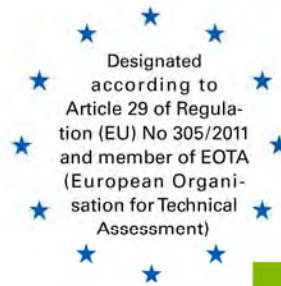 Designated
according to
Article 29 of Regula-
tion (EU) No 305/2011
and member of EOTA
(European Organi-
sation for Technical
Assessment)